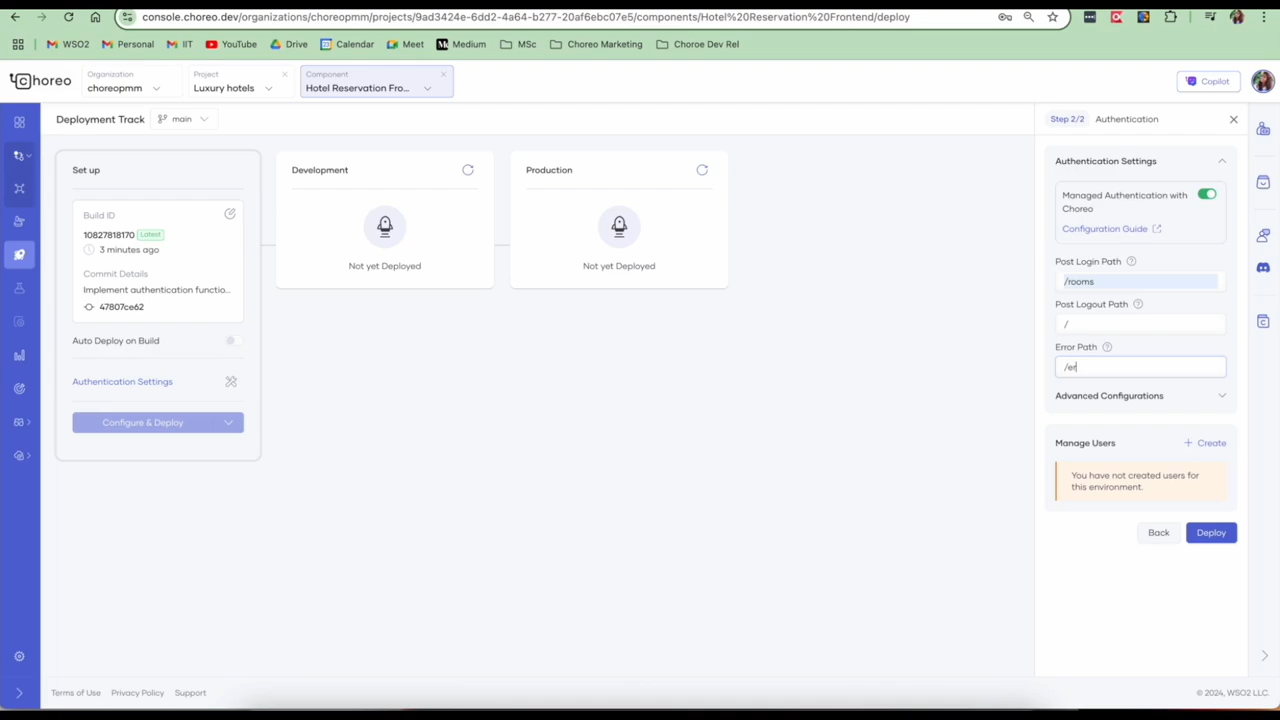 console.choreo.dev/organizations/choreopmm/projects/9ad3424e-6dd2-4a64-b277-20af6ebc07e5/components/Hotel%20Reservation%20Frontend/deploy
WSO2 Personal IIT YouTube Drive Calendar Meet Medium MSc Choreo Marketing Choroe Dev Rel
Choreo
Organization
choreopmm
Project
Luxury hotels
Component
Hotel Reservation Fro...
Copilot
Deployment Track main
Set up
Build ID
10827818170 Latest
3 minutes ago
Commit Details
Implement authentication functio...
47807ce62
Auto Deploy on Build
Authentication Settings
Configure & Deploy
Development
Not yet Deployed
Production
Not yet Deployed
Step 2/2 Authentication
Authentication Settings
Managed Authentication with
Choreo
Configuration Guide
Post Login Path
/rooms
Post Logout Path
/
Error Path
/er
Advanced Configurations
Manage Users + Create
You have not created users for
this environment.
Back Deploy
Terms of Use Privacy Policy Support
© 2024, WSO2 LLC.